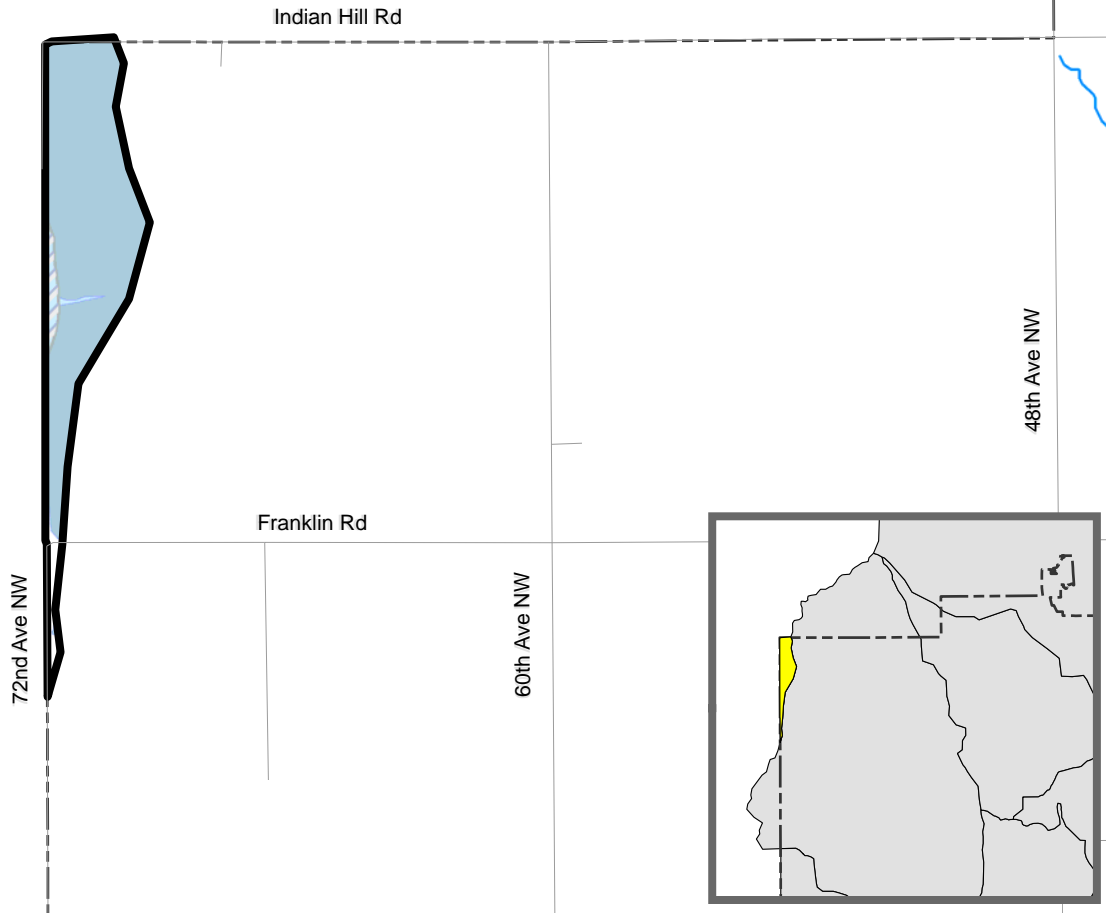 Indian Hill Rd
48th Ave NW
Franklin Rd
72nd Ave NW
60th Ave NW